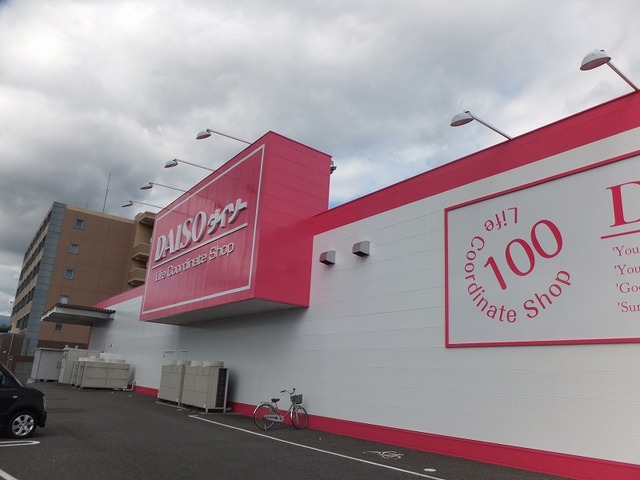 DAISO ダイソー
Life Coordinate Shop
Life Coordinate Shop
100
D
'You
'You
'Goo
'Sur